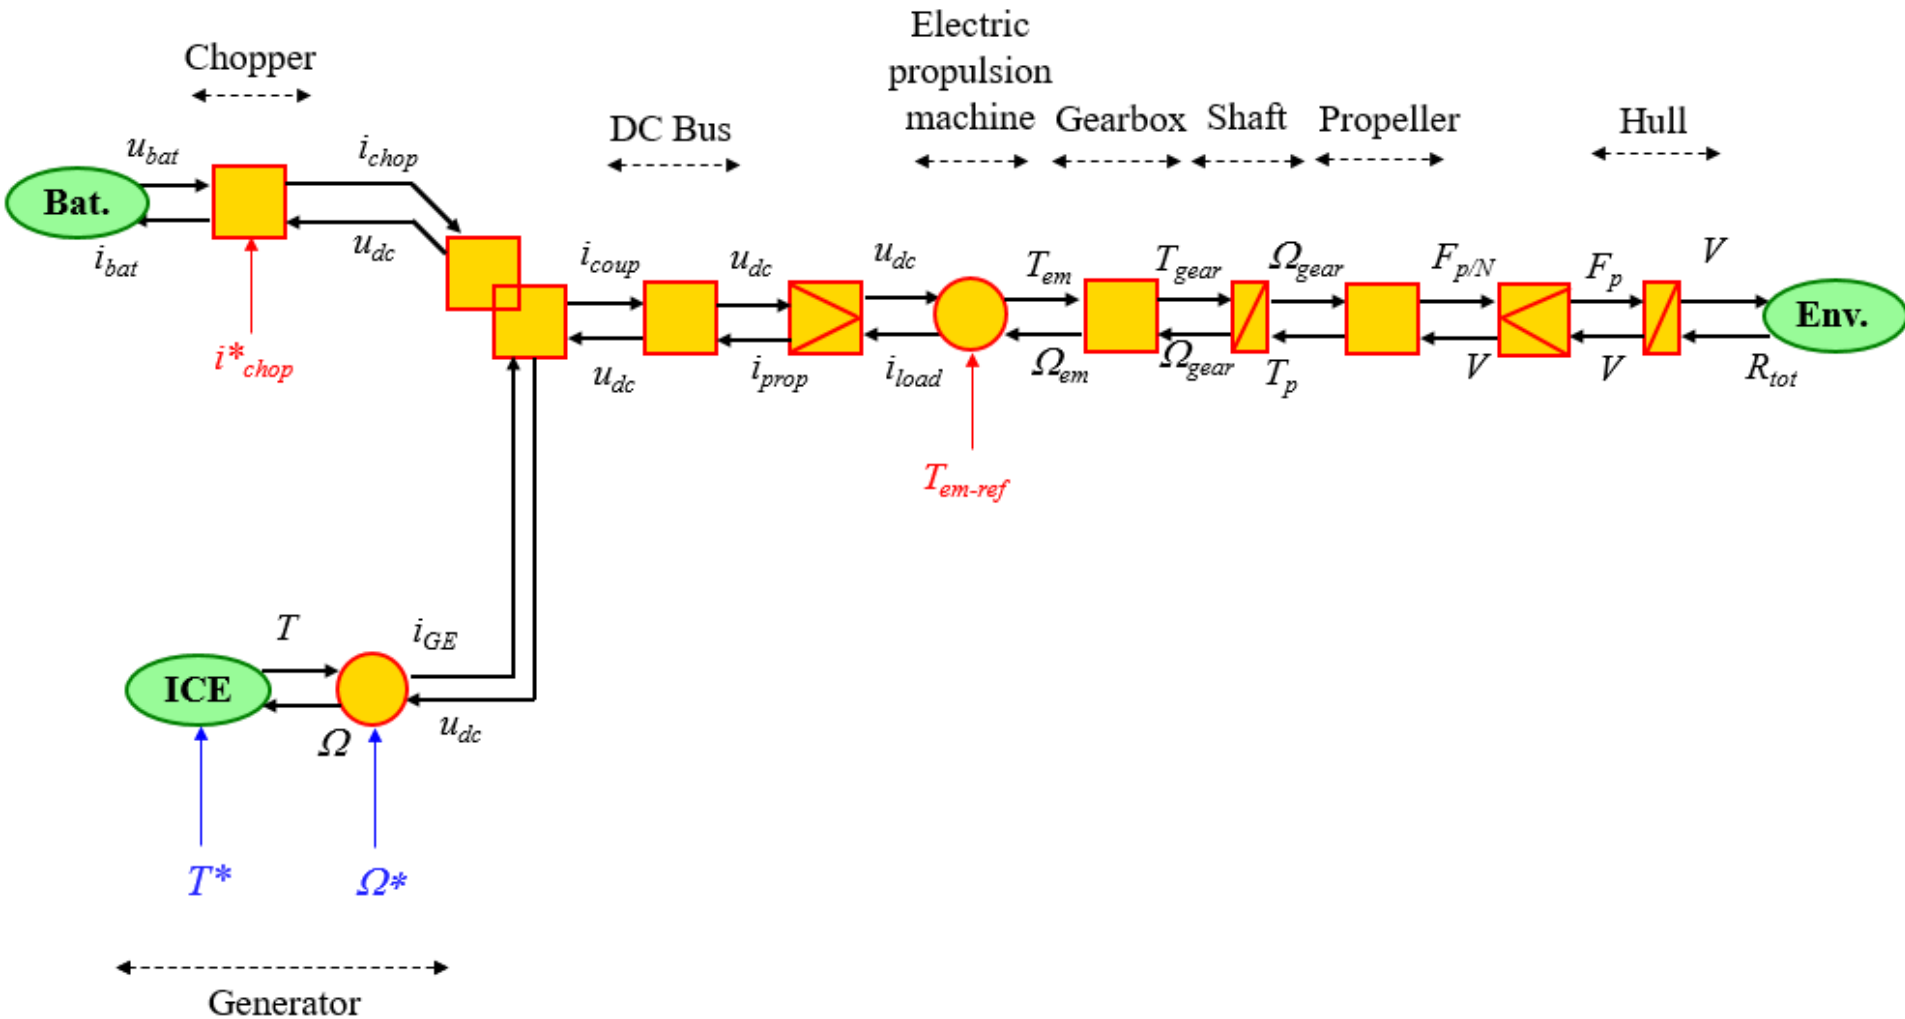 Electric
propulsion
machine
Chopper
DC Bus
Gearbox
Shaft
Propeller
Hull
u_bat
i_chop
Bat.
i_bat
u_dc
i*_chop
i_coup
u_dc
u_dc
T_em
T_gear
Ω_gear
F_p/N
F_p
V
Env.
u_dc
i_prop
i_load
Ω_em
Ω_gear
T_p
V
V
R_tot
T_em-ref
T
i_GE
ICE
Ω
u_dc
T*
Ω*
Generator